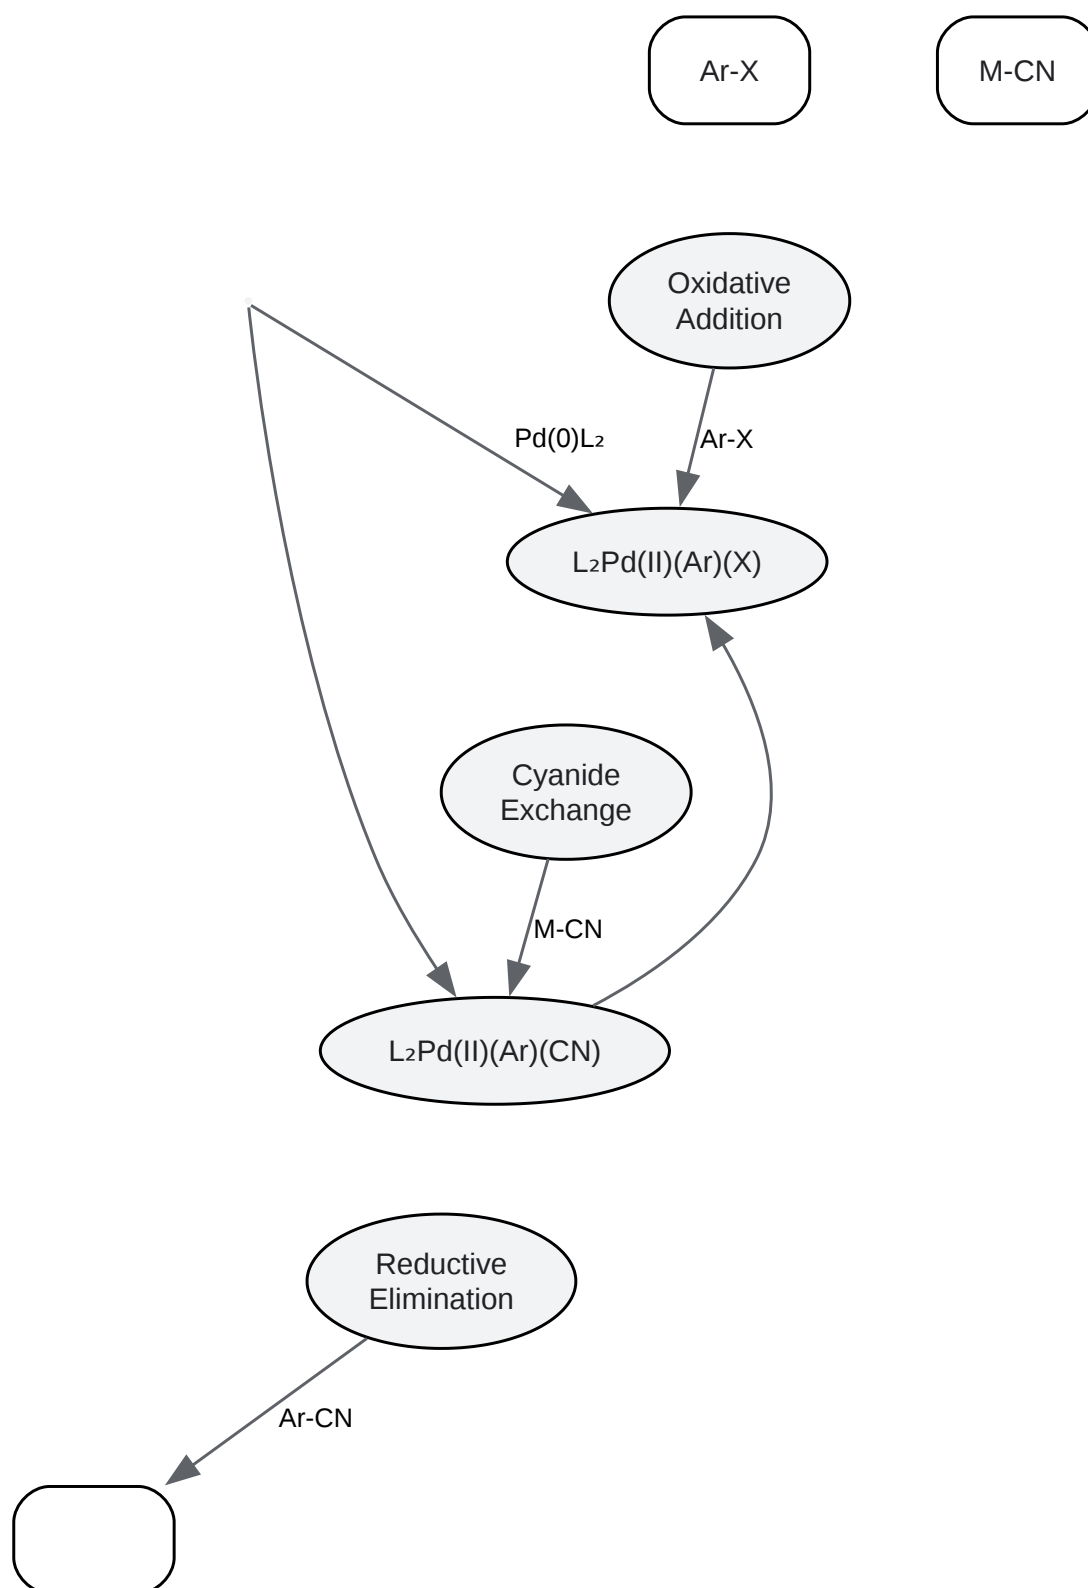 Ar-X
M-CN
Oxidative
Addition
Pd(0)L₂
Ar-X
L₂Pd(II)(Ar)(X)
Cyanide
Exchange
M-CN
L₂Pd(II)(Ar)(CN)
Reductive
Elimination
Ar-CN